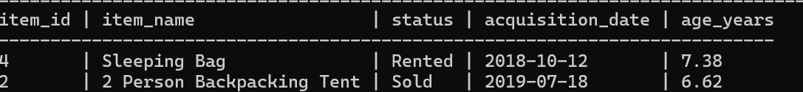 item_id | item_name                | status | acquisition_date | age_years
4       | Sleeping Bag             | Rented | 2018-10-12       | 7.38
2       | 2 Person Backpacking Tent | Sold   | 2019-07-18       | 6.62